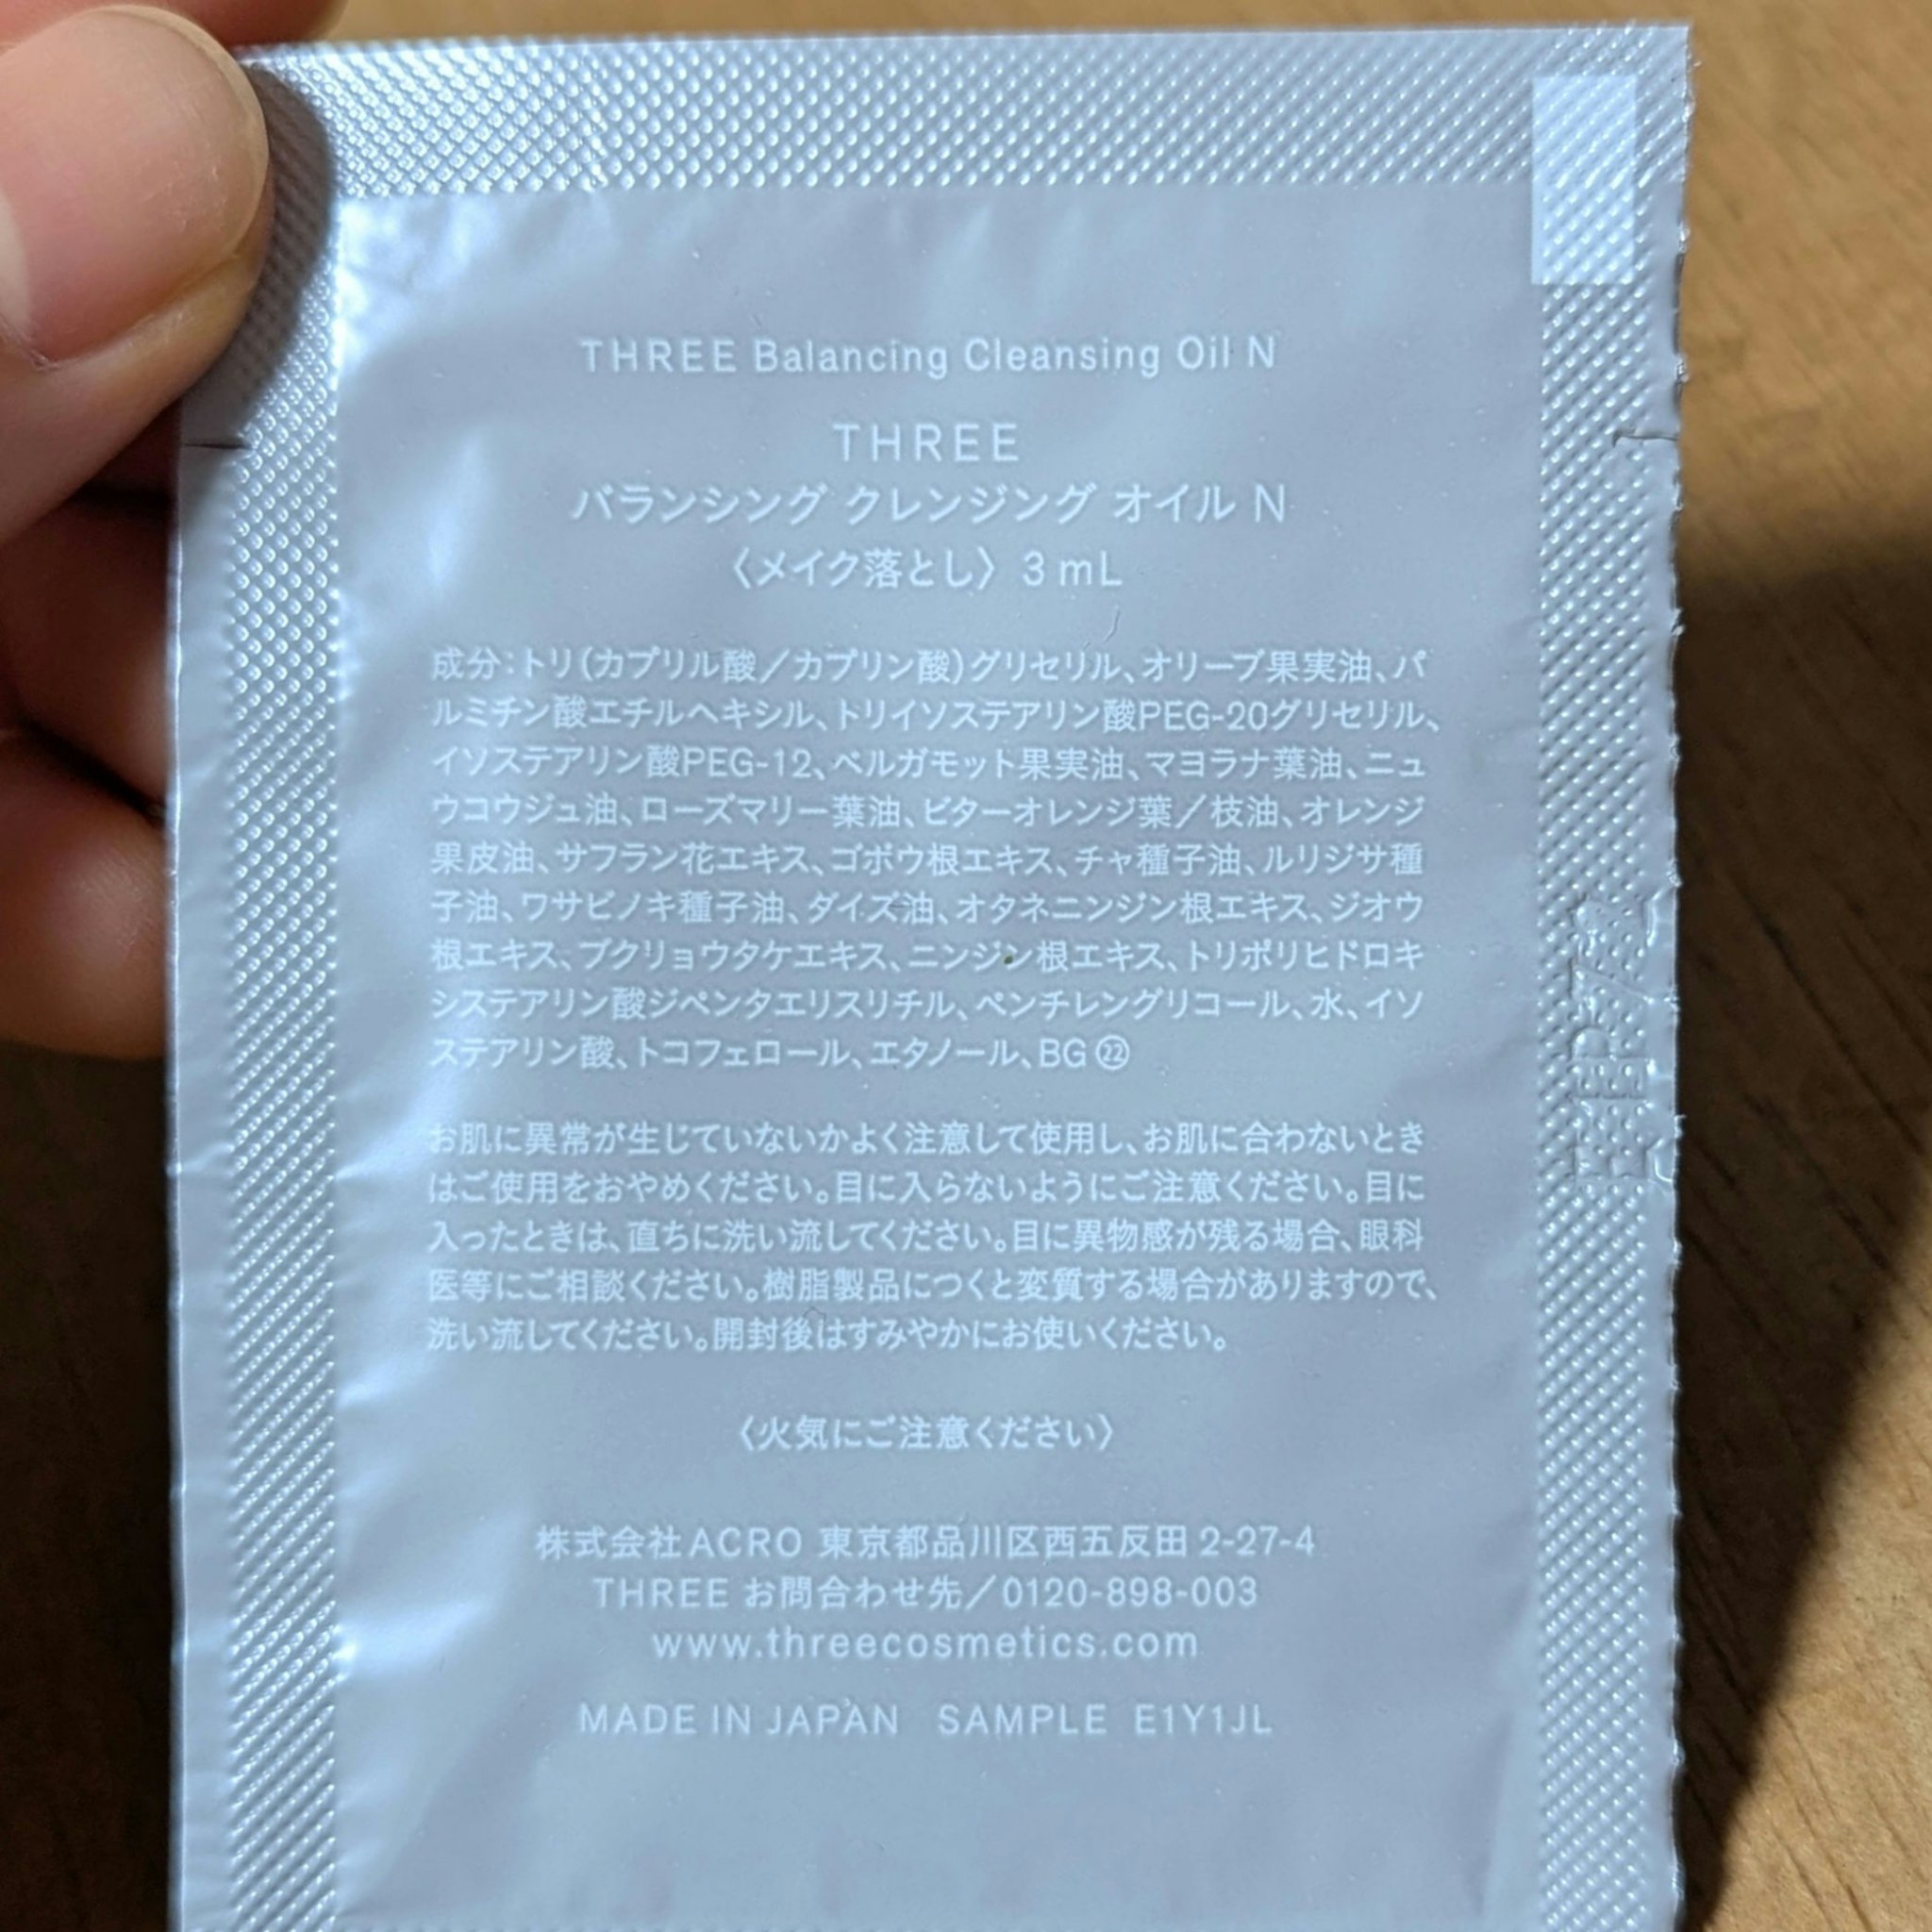 THREE Balancing Cleansing Oil N
THREE
バランシング クレンジング オイル N
〈メイク落とし〉3 mL
成分：トリ(カプリル酸／カプリン酸)グリセリル、オリーブ果実油、パ
ルミチン酸エチルヘキシル、トリイソステアリン酸PEG-20グリセリル、
イソステアリン酸PEG-12、ベルガモット果実油、マヨラナ葉油、ニュ
ウコウジュ油、ローズマリー葉油、ビターオレンジ葉／枝油、オレンジ
果皮油、サフラン花エキス、ゴボウ根エキス、チャ種子油、ルリジサ種
子油、ワサビノキ種子油、ダイズ油、オタネニンジン根エキス、ジオウ
根エキス、ブクリョウタケエキス、ニンジン根エキス、トリポリヒドロキ
システアリン酸ジペンタエリスリチル、ペンチレングリコール、水、イソ
ステアリン酸、トコフェロール、エタノール、BG ㉒
お肌に異常が生じていないかよく注意して使用し、お肌に合わないとき
はご使用をおやめください。目に入らないようにご注意ください。目に
入ったときは、直ちに洗い流してください。目に異物感が残る場合、眼科
医等にご相談ください。樹脂製品につくと変質する場合がありますので、
洗い流してください。開封後はすみやかにお使いください。
〈火気にご注意ください〉
株式会社ACRO 東京都品川区西五反田 2-27-4
THREE お問合わせ先／0120-898-003
www.threecosmetics.com
MADE IN JAPAN SAMPLE E1Y1JL